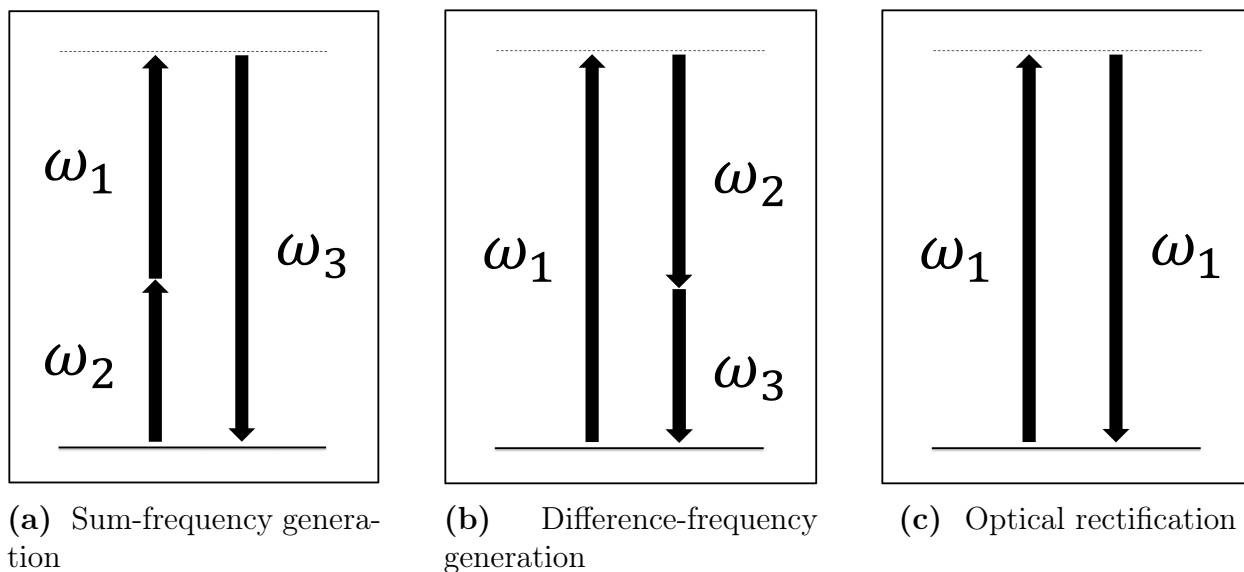 ω₁
ω₂
ω₃
ω₁
ω₂
ω₃
ω₁
ω₁
(a) Sum-frequency genera-
tion
(b) Difference-frequency
generation
(c) Optical rectification